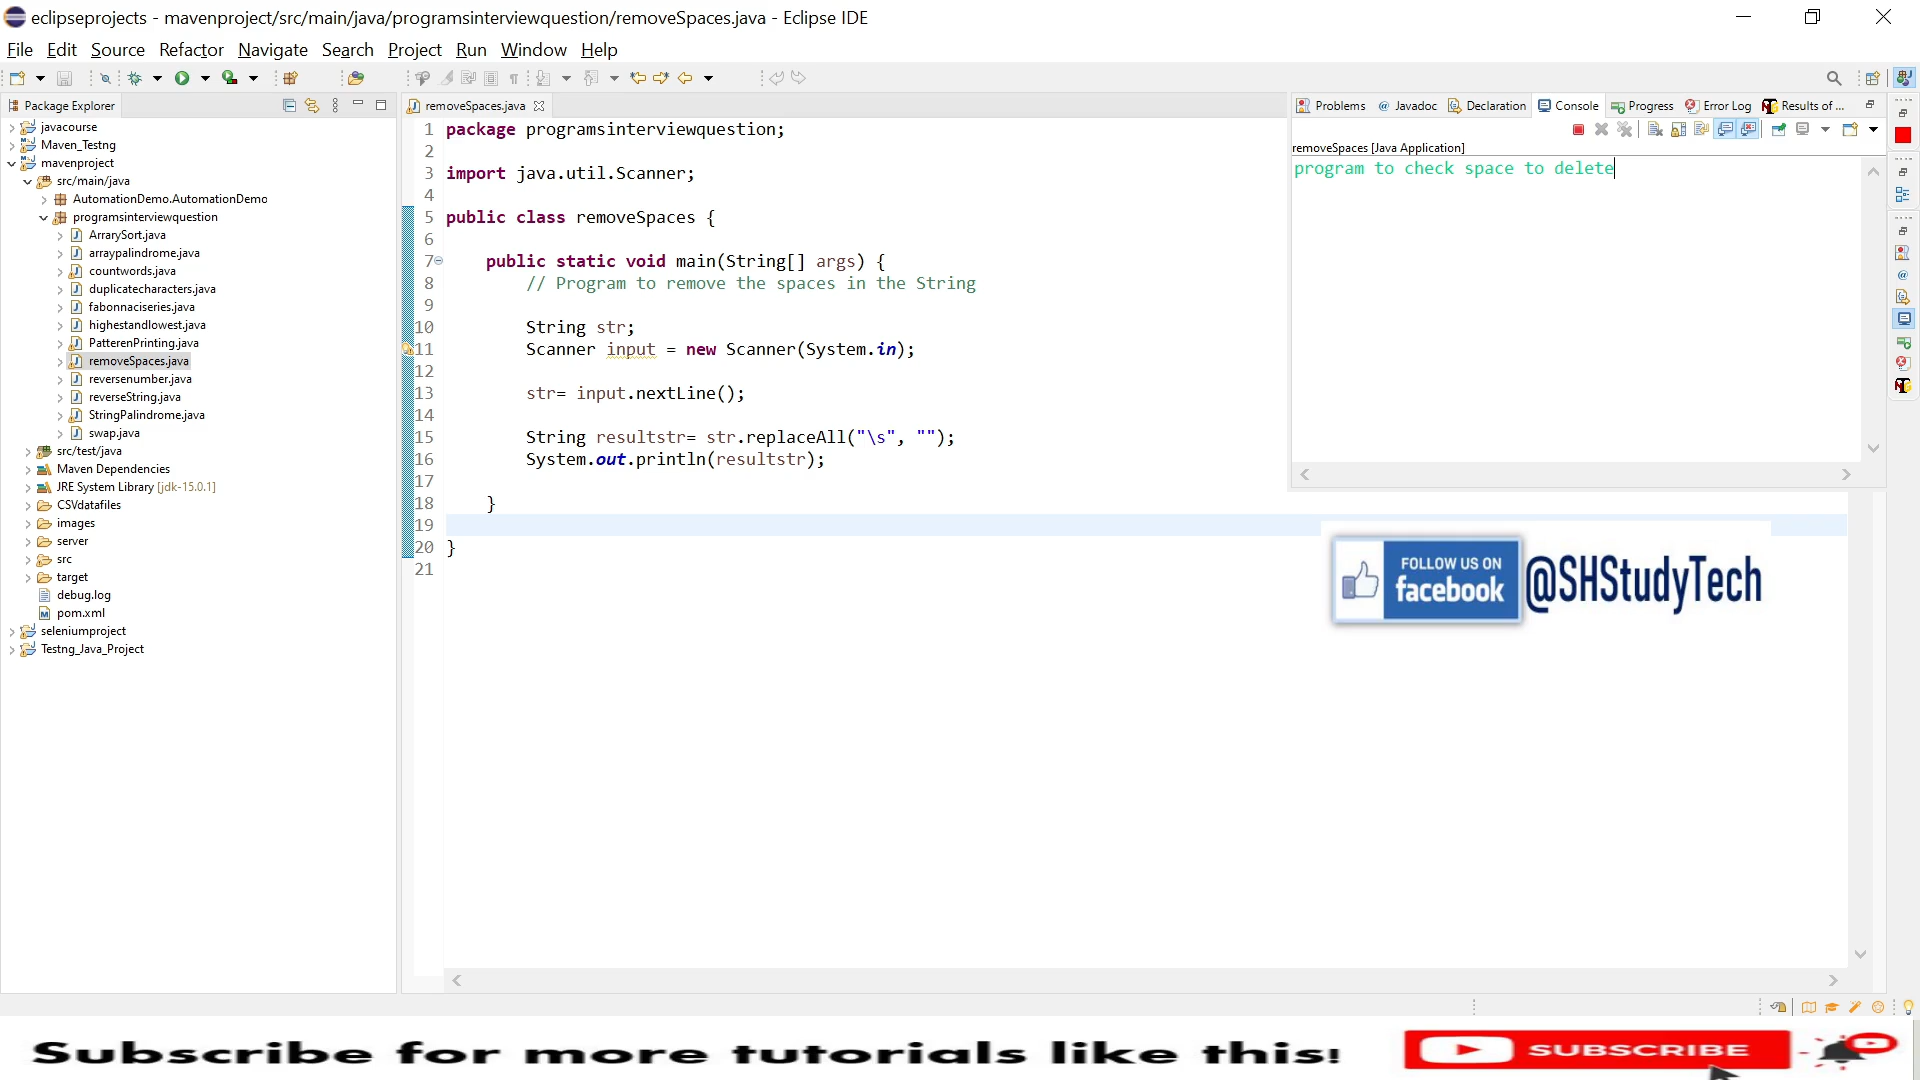 eclipseprojects - mavenproject/src/main/java/programsinterviewquestion/removeSpaces.java - Eclipse IDE
File Edit Source Refactor Navigate Search Project Run Window Help
Package Explorer
javacourse
Maven_Testng
mavenproject
src/main/java
AutomationDemo.AutomationDemo
programsinterviewquestion
ArrarySort.java
arraypalindrome.java
countwords.java
duplicatecharacters.java
fabonnaciseries.java
highestandlowest.java
PatterenPrinting.java
removeSpaces.java
reversenumber.java
reverseString.java
StringPalindrome.java
swap.java
src/test/java
Maven Dependencies
JRE System Library [jdk-15.0.1]
CSVdatafiles
images
server
src
target
debug.log
pom.xml
seleniumproject
Testng_Java_Project
removeSpaces.java
1 package programsinterviewquestion;
2
3 import java.util.Scanner;
4
5 public class removeSpaces {
6
7 public static void main(String[] args) {
8 // Program to remove the spaces in the String
9
10 String str;
11 Scanner input = new Scanner(System.in);
12
13 str= input.nextLine();
14
15 String resultstr= str.replaceAll("\s", "");
16 System.out.println(resultstr);
17
18 }
19
20 }
21
Problems @ Javadoc Declaration Console Progress Error Log Results of ...
removeSpaces [Java Application]
program to check space to delete
FOLLOW US ON
facebook
@SHStudyTech
Subscribe for more tutorials like this!
SUBSCRIBE